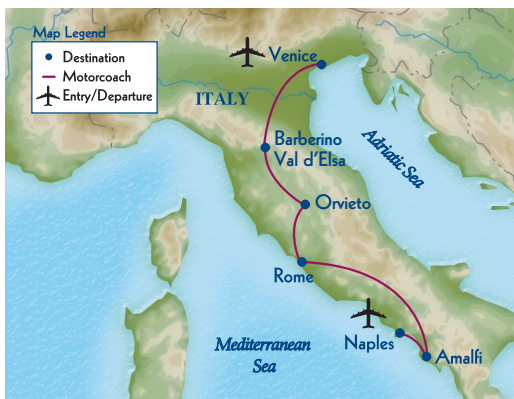 Map Legend
Destination
Motorcoach
Entry/Departure
Venice
ITALY
Barberino
Val d'Elsa
Adriatic Sea
Orvieto
Rome
Mediterranean
Sea
Naples
Amalfi